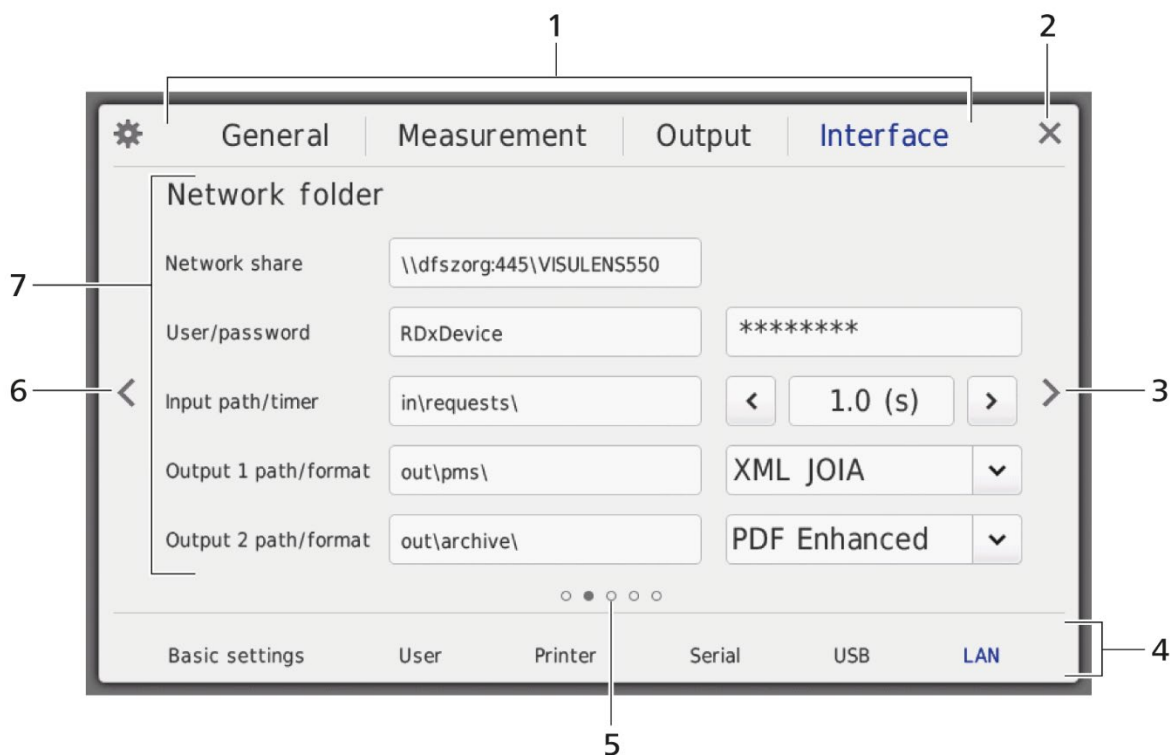 1 2
General Measurement Output Interface
Network folder
Network share \\dfszorg:445\VISULENS550
7
User/password RDxDevice ********
6 Input path/timer in\requests\ 1.0 (s) 3
Output 1 path/format out\pms\ XML JOIA
Output 2 path/format out\archive\ PDF Enhanced
Basic settings User Printer Serial USB LAN 4
5